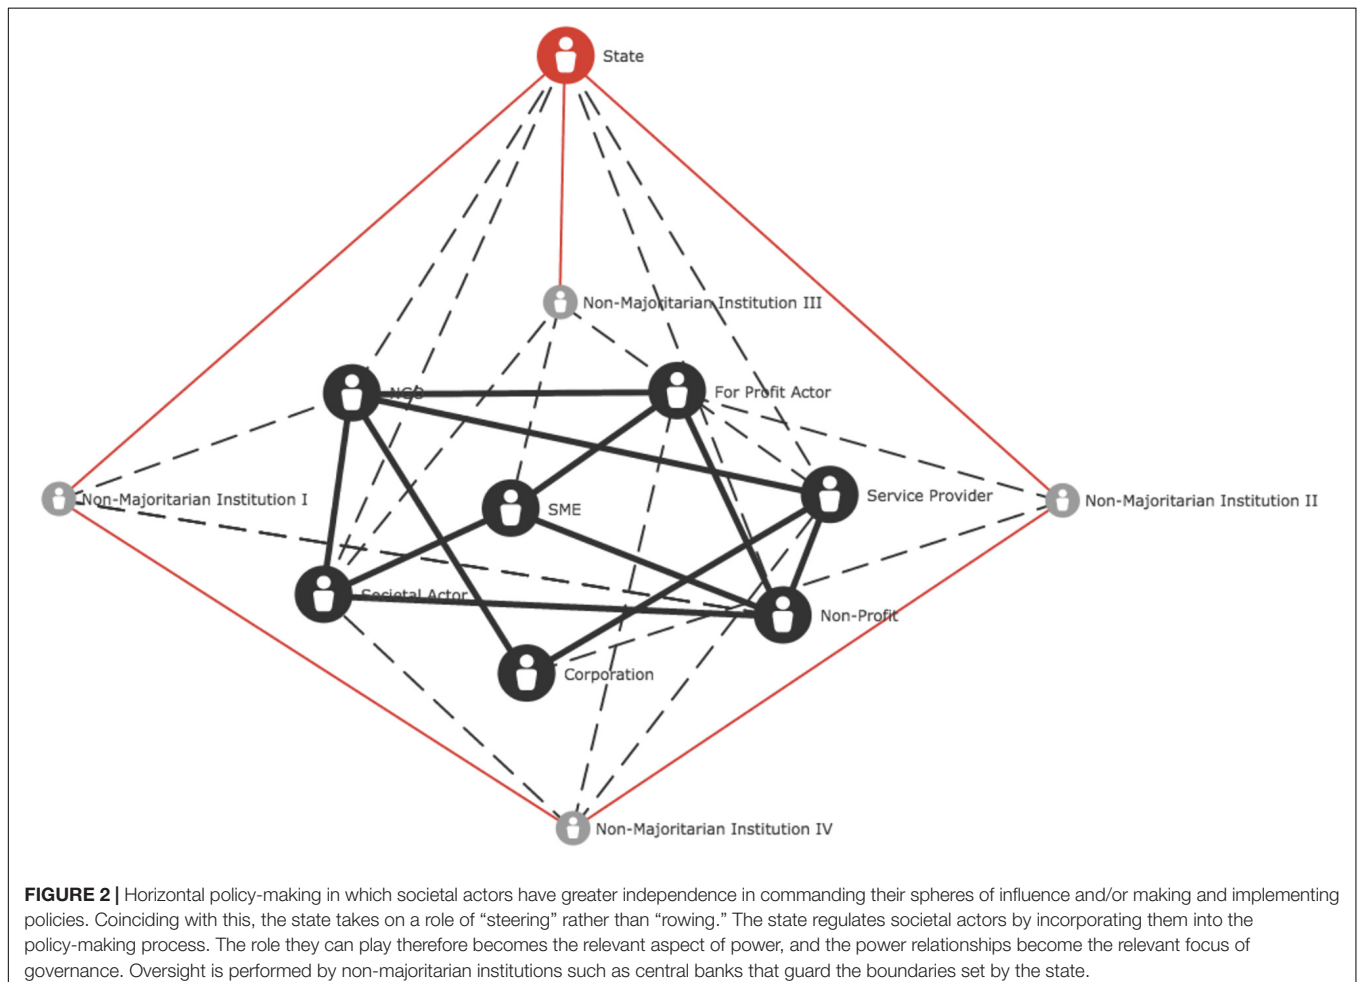 State
Non-Majoritarian Institution III
NGO
For Profit Actor
Non-Majoritarian Institution I
SME
Service Provider
Non-Majoritarian Institution II
Societal Actor
Non-Profit
Corporation
Non-Majoritarian Institution IV
FIGURE 2 | Horizontal policy-making in which societal actors have greater independence in commanding their spheres of influence and/or making and implementing
policies. Coinciding with this, the state takes on a role of “steering” rather than “rowing.” The state regulates societal actors by incorporating them into the
policy-making process. The role they can play therefore becomes the relevant aspect of power, and the power relationships become the relevant focus of
governance. Oversight is performed by non-majoritarian institutions such as central banks that guard the boundaries set by the state.